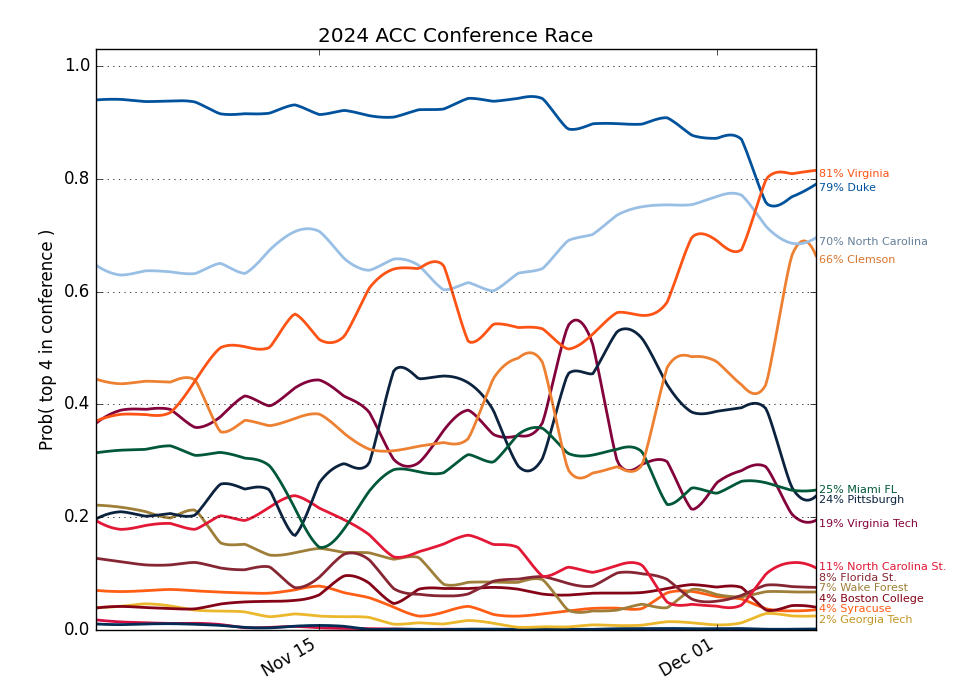 2024 ACC Conference Race
Prob( top 4 in conference )
1.0
0.8
0.6
0.4
0.2
0.0
Nov 15
Dec 01
81% Virginia
79% Duke
70% North Carolina
66% Clemson
25% Miami FL
24% Pittsburgh
19% Virginia Tech
11% North Carolina St.
8% Florida St.
7% Wake Forest
4% Boston College
4% Syracuse
2% Georgia Tech